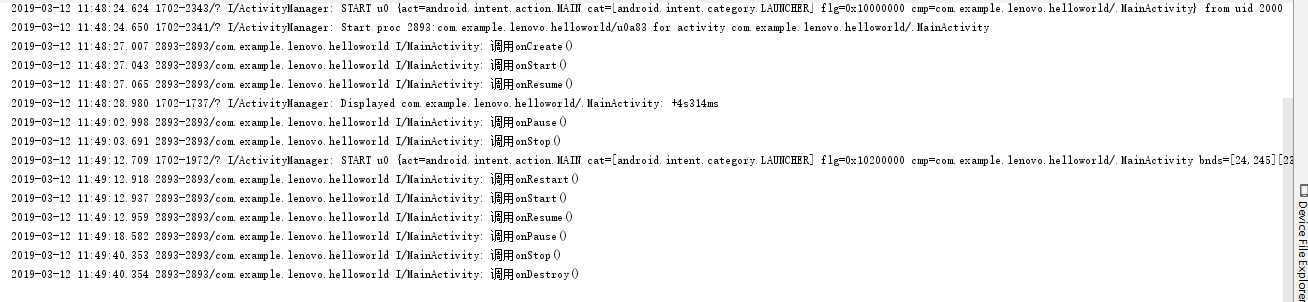 2019-03-12 11:48:24.624 1702-2343/? I/ActivityManager: START u0 {act=android.intent.action.MAIN cat=[android.intent.category.LAUNCHER] flg=0x10000000 cmp=com.example.lenovo.helloworld/.MainActivity} from uid 2000
2019-03-12 11:48:24.650 1702-2341/? I/ActivityManager: Start proc 2893:com.example.lenovo.helloworld/u0a83 for activity com.example.lenovo.helloworld/.MainActivity
2019-03-12 11:48:27.007 2893-2893/com.example.lenovo.helloworld I/MainActivity: 调用onCreate()
2019-03-12 11:48:27.043 2893-2893/com.example.lenovo.helloworld I/MainActivity: 调用onStart()
2019-03-12 11:48:27.065 2893-2893/com.example.lenovo.helloworld I/MainActivity: 调用onResume()
2019-03-12 11:48:28.980 1702-1737/? I/ActivityManager: Displayed com.example.lenovo.helloworld/.MainActivity: +4s314ms
2019-03-12 11:49:02.998 2893-2893/com.example.lenovo.helloworld I/MainActivity: 调用onPause()
2019-03-12 11:49:03.691 2893-2893/com.example.lenovo.helloworld I/MainActivity: 调用onStop()
2019-03-12 11:49:12.709 1702-1972/? I/ActivityManager: START u0 {act=android.intent.action.MAIN cat=[android.intent.category.LAUNCHER] flg=0x10200000 cmp=com.example.lenovo.helloworld/.MainActivity bnds=[24,245][23
2019-03-12 11:49:12.918 2893-2893/com.example.lenovo.helloworld I/MainActivity: 调用onRestart()
2019-03-12 11:49:12.937 2893-2893/com.example.lenovo.helloworld I/MainActivity: 调用onStart()
2019-03-12 11:49:12.959 2893-2893/com.example.lenovo.helloworld I/MainActivity: 调用onResume()
2019-03-12 11:49:18.582 2893-2893/com.example.lenovo.helloworld I/MainActivity: 调用onPause()
2019-03-12 11:49:40.353 2893-2893/com.example.lenovo.helloworld I/MainActivity: 调用onStop()
2019-03-12 11:49:40.354 2893-2893/com.example.lenovo.helloworld I/MainActivity: 调用onDestroy()
Device File Explore